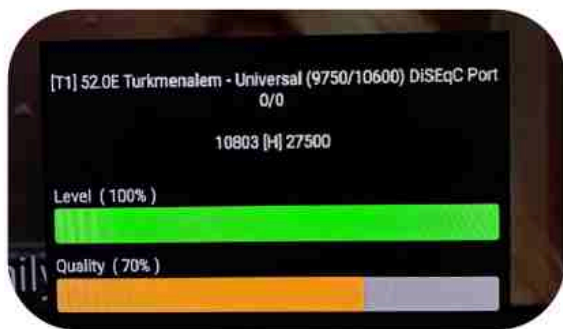 [T1] 52.0E Turkmenalem - Universal (9750/10600) DiSEqC Port
0/0
10803 [H] 27500
Level ( 100% )
Quality ( 70% )